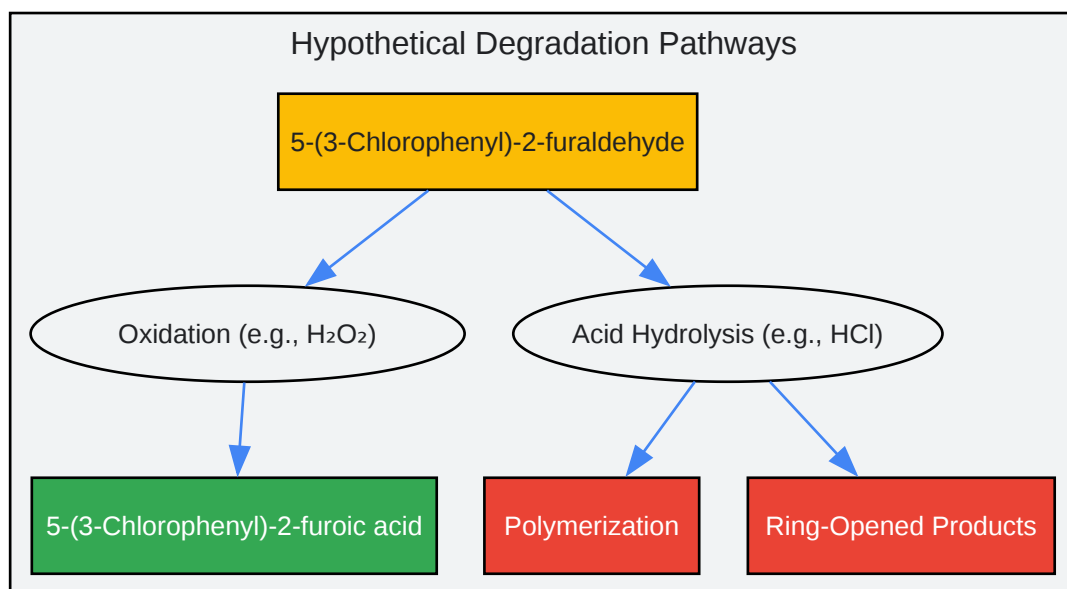 Hypothetical Degradation Pathways
5-(3-Chlorophenyl)-2-furaldehyde
Oxidation (e.g., H₂O₂)
Acid Hydrolysis (e.g., HCl)
5-(3-Chlorophenyl)-2-furoic acid
Polymerization
Ring-Opened Products